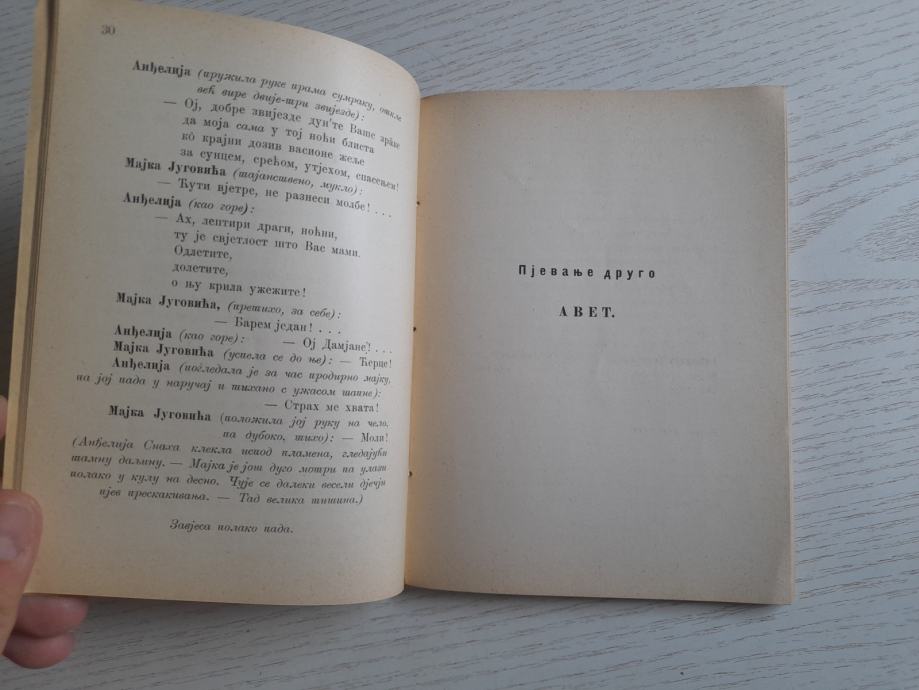 30
Анђелија (пружила руке прама сумраку, откле
већ вире двије-три звијезде):
— Ој, добре звијезде дун'те Ваше зраке
да моја сама у тој ноћи блиста
кô крајни дозив васионе жеље
за сунцем, срећом, утјехом, спасењем!
Мајка Југовића (тајанствено, мукло):
— Ћути вјетре, не разнеси молбе! . . .
Анђелија (као горе):
— Ах, лептири драги, ноћни,
ту је свјетлост што Вас мами.
Одлетите,
долетите,
о њу крила ужежите!
Мајка Југовића, (претихо, за себе):
— Барем један! . . .
Анђелија (као горе): — Ој Дамјане! . . .
Мајка Југовића (успела се до ње): — Ћерце!
Анђелија (погледала је за час продирно мајку,
па јој пада у наручај и тихано с ужасом шапне):
— Страх ме хвата!
Мајка Југовића (положила јој руку на чело,
па дубоко, тихо): — Моли!
(Анђелија Снаха клекла испод пламена, гледајући
тамну даљину. — Мајка је још дуго мотри па улази
полако у кулу на десно. Чује се далеки весели дјечји
пјев прескакивања. — Тад велика тишина.)
Завјеса полако пада.
Пјевање друго
АВЕТ.